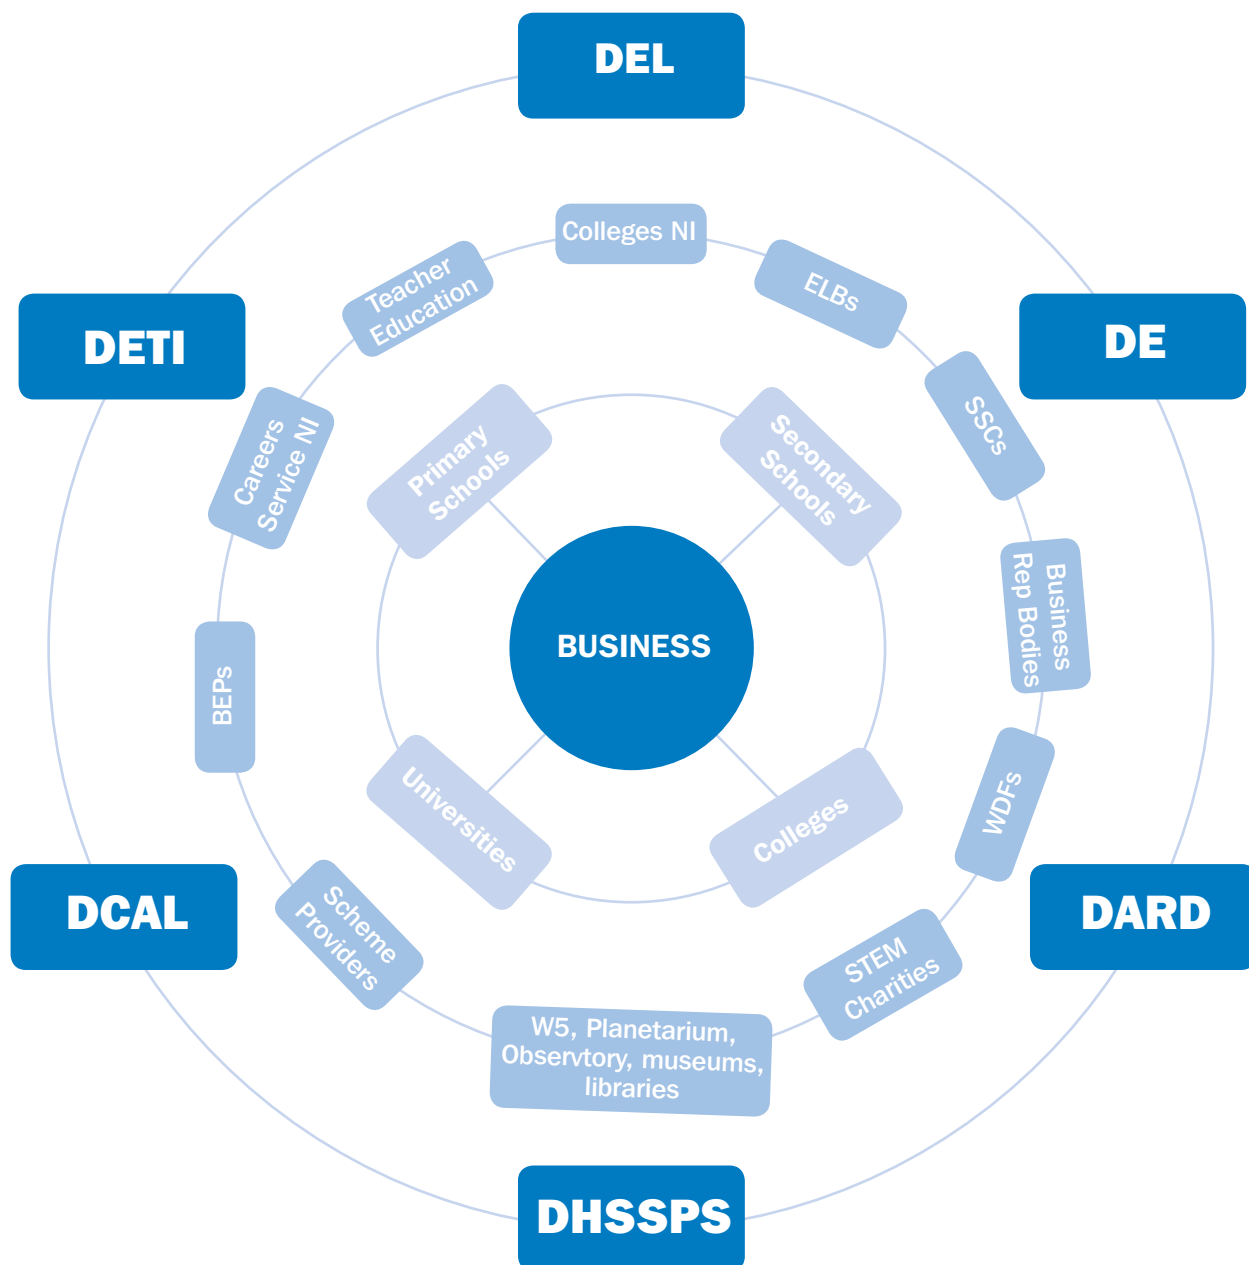 DEL
Colleges NI
Teacher
Education
ELBs
DETI
DE
SSCs
Careers
Service NI
Primary
Schools
Secondary
Schools
Business
Rep Bodies
BUSINESS
BEPs
WDFs
Universities
Colleges
DCAL
DARD
Scheme
Providers
STEM
Charities
W5, Planetarium,
Observtory, museums,
libraries
DHSSPS